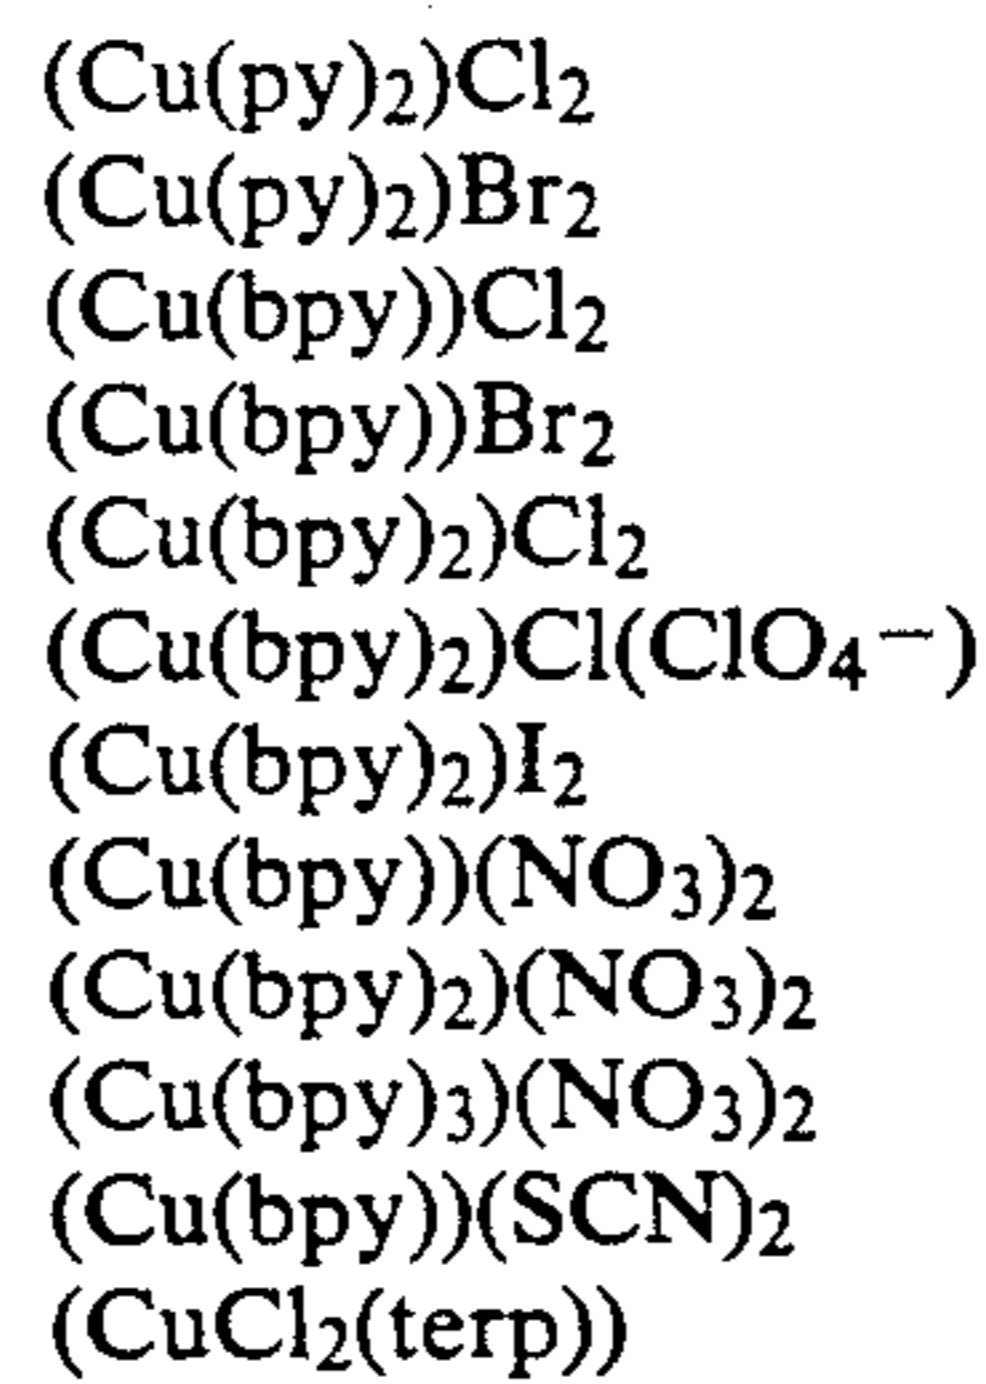 (Cu(py)₂)Cl₂
(Cu(py)₂)Br₂
(Cu(bpy))Cl₂
(Cu(bpy))Br₂
(Cu(bpy)₂)Cl₂
(Cu(bpy)₂)Cl(ClO₄⁻)
(Cu(bpy)₂)I₂
(Cu(bpy))(NO₃)₂
(Cu(bpy)₂)(NO₃)₂
(Cu(bpy)₃)(NO₃)₂
(Cu(bpy))(SCN)₂
(CuCl₂(terp))